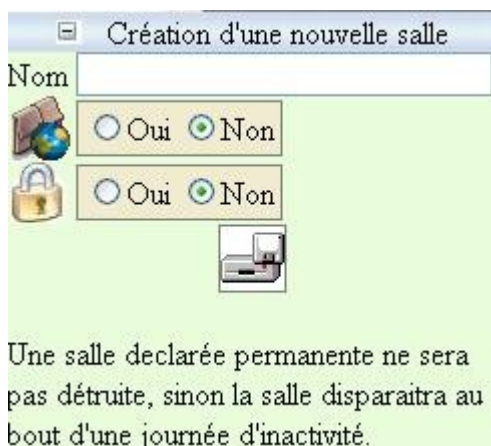 Création d'une nouvelle salle
Nom
Oui Non
Oui Non
Une salle declarée permanente ne sera
pas détruite, sinon la salle disparaitra au
bout d'une journée d'inactivité.